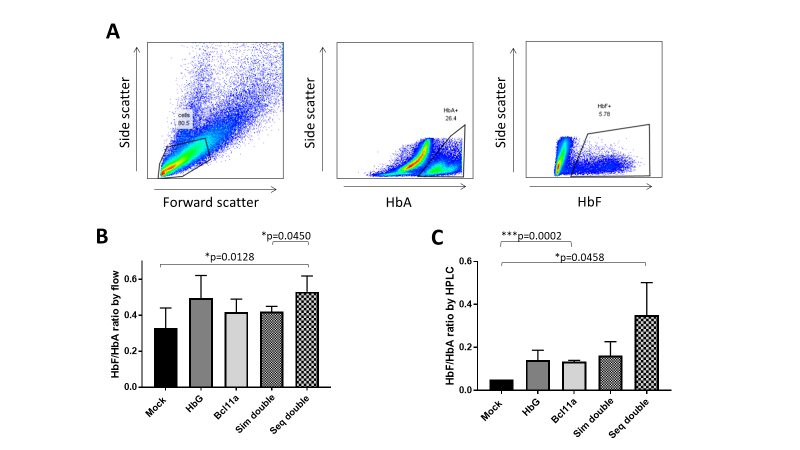 A
Side scatter
cells
80.5
Forward scatter
Side scatter
HbA+
26.4
HbA
Side scatter
HbF+
5.78
HbF
B
*p=0.0450
*p=0.0128
HbF/HbA ratio by flow
0.6
0.4
0.2
0.0
Mock
HbG
Bcl11a
Sim double
Seq double
C
***p=0.0002
*p=0.0458
HbF/HbA ratio by HPLC
0.6
0.4
0.2
0.0
Mock
HbG
Bcl11a
Sim double
Seq double